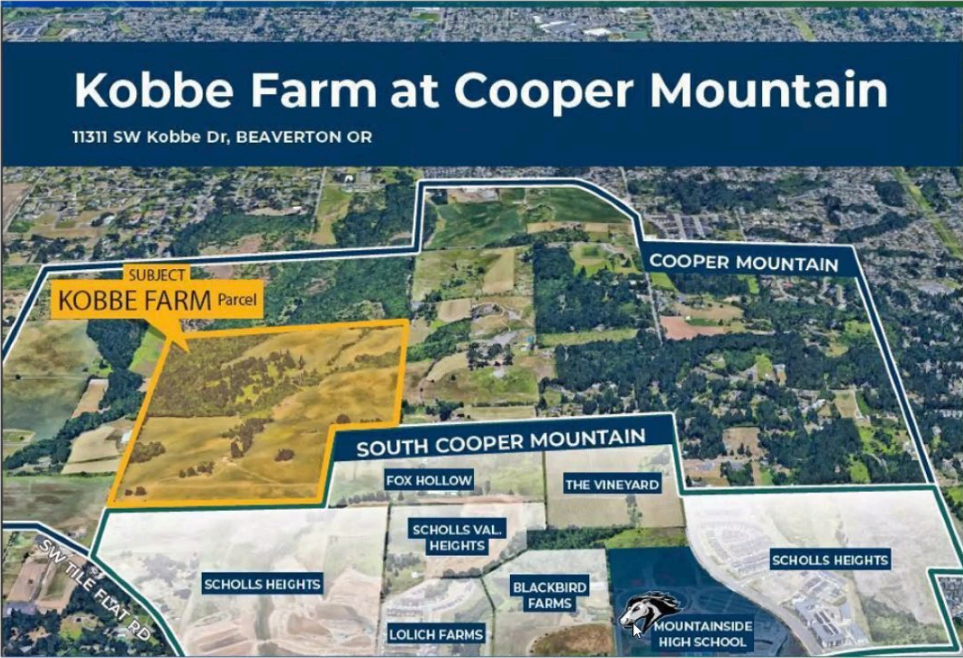 Kobbe Farm at Cooper Mountain
11311 SW Kobbe Dr, BEAVERTON OR
COOPER MOUNTAIN
SUBJECT
KOBBE FARM Parcel
SOUTH COOPER MOUNTAIN
FOX HOLLOW
THE VINEYARD
SCHOLLS VAL.
HEIGHTS
SCHOLLS HEIGHTS
SW TILE FLAT RD
SCHOLLS HEIGHTS
BLACKBIRD
FARMS
LOLICH FARMS
MOUNTAINSIDE
HIGH SCHOOL